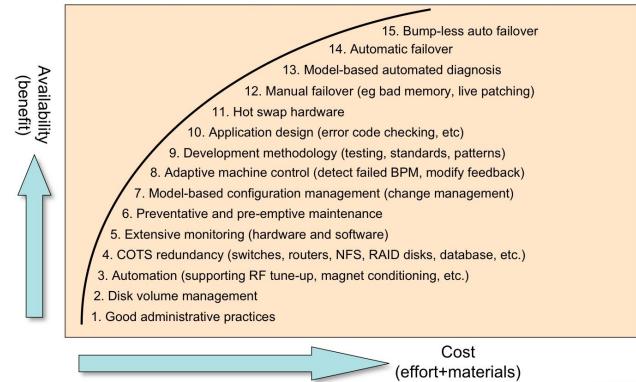 15. Bump-less auto failover
14. Automatic failover
13. Model-based automated diagnosis
12. Manual failover (eg bad memory, live patching)
11. Hot swap hardware
10. Application design (error code checking, etc)
9. Development methodology (testing, standards, patterns)
8. Adaptive machine control (detect failed BPM, modify feedback)
7. Model-based configuration management (change management)
6. Preventative and pre-emptive maintenance
5. Extensive monitoring (hardware and software)
4. COTS redundancy (switches, routers, NFS, RAID disks, database, etc.)
3. Automation (supporting RF tune-up, magnet conditioning, etc.)
2. Disk volume management
1. Good administrative practices
Availability
(benefit)
Cost
(effort+materials)